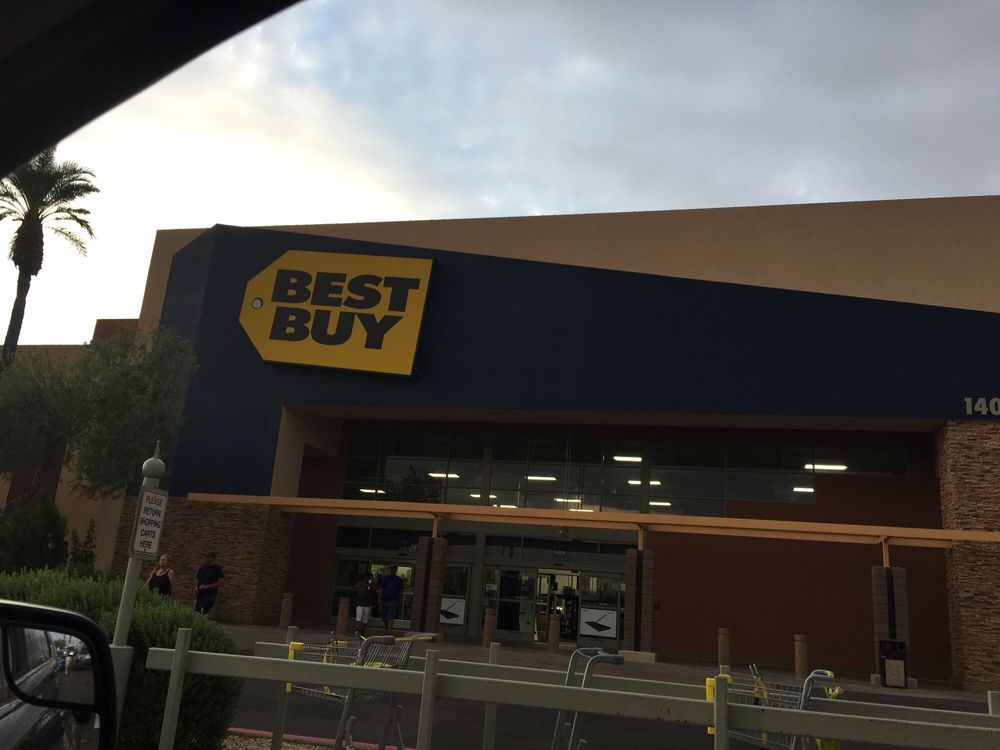 BEST
BUY
140
PLEASE
RETURN
SHOPPING
CARTS
HERE